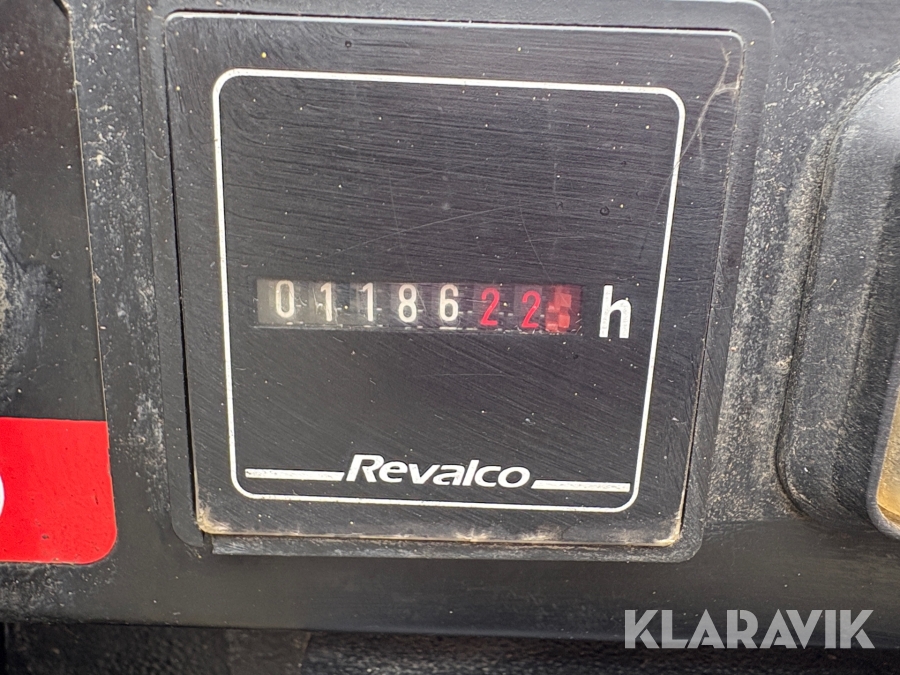 0118622 h
Revalco
KLARAVIK